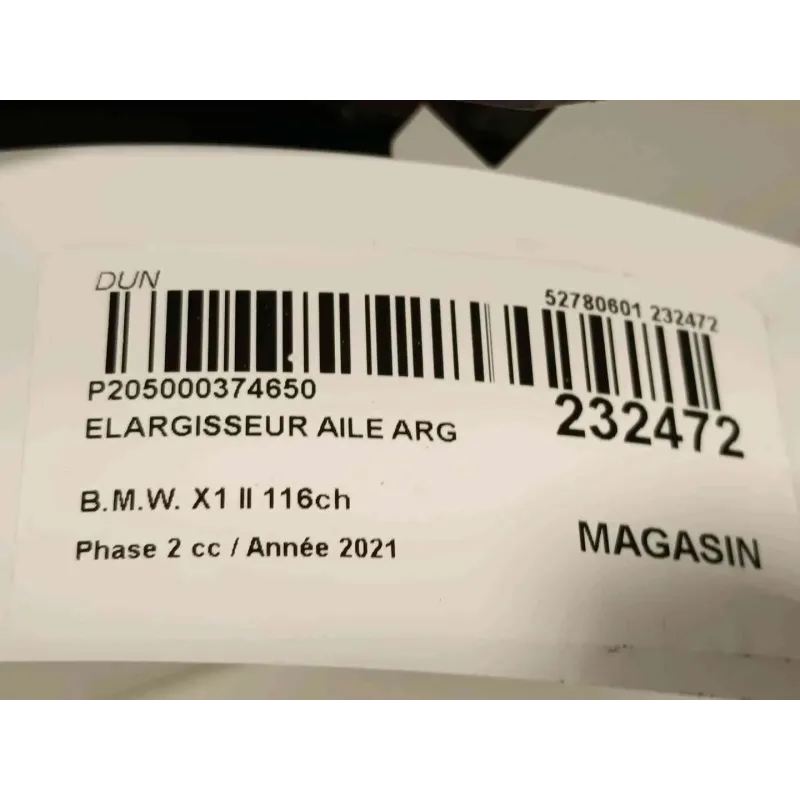 DUN
52780601 232472
P205000374650
232472
ELARGISSEUR AILE ARG
B.M.W. X1 II 116ch
Phase 2 cc / Année 2021
MAGASIN